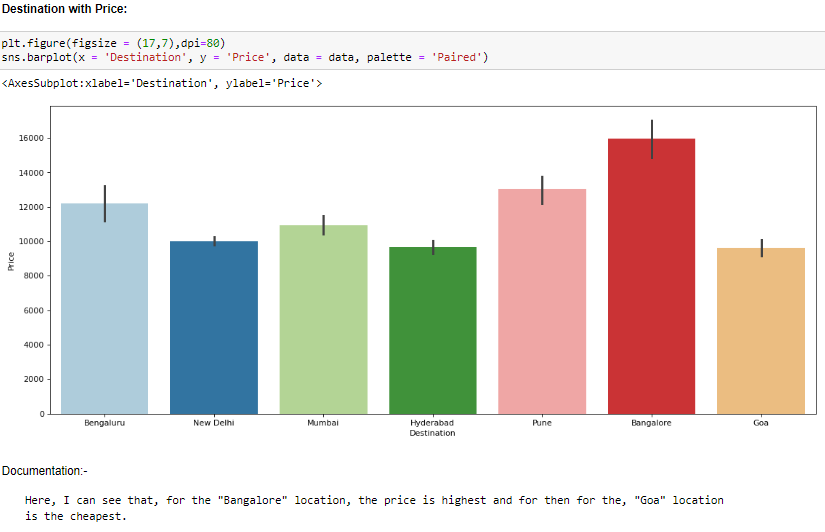 Destination with Price:
plt.figure(figsize = (17,7),dpi=80)
sns.barplot(x = 'Destination', y = 'Price', data = data, palette = 'Paired')
<AxesSubplot:xlabel='Destination', ylabel='Price'>
16000
14000
12000
10000
8000
6000
4000
2000
0
Price
Bengaluru New Delhi Mumbai Hyderabad Pune Bangalore Goa
Destination
Documentation:-
Here, I can see that, for the "Bangalore" location, the price is highest and for then for the, "Goa" location
is the cheapest.